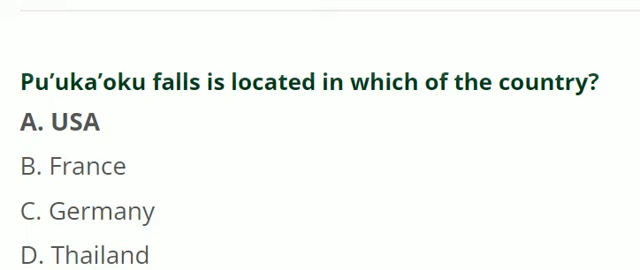 Pu’uka’oku falls is located in which of the country?
A. USA
B. France
C. Germany
D. Thailand